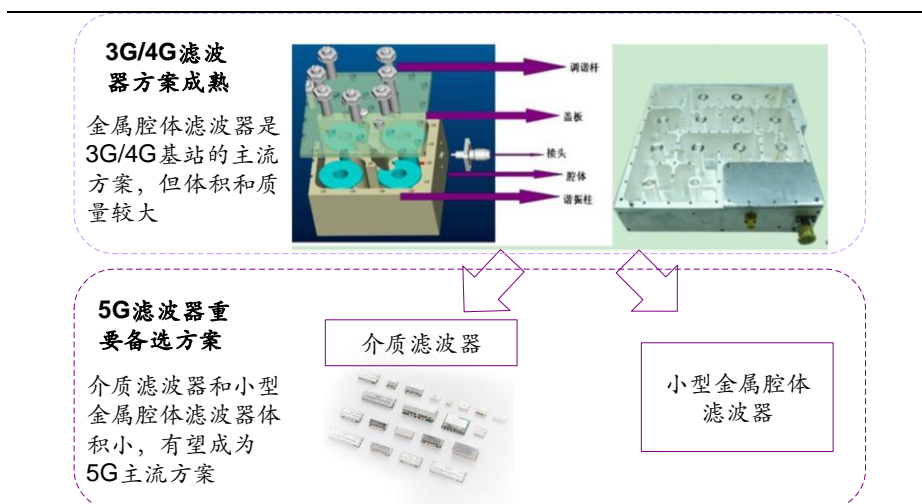 3G/4G滤波
器方案成熟
金属腔体滤波器是
3G/4G基站的主流
方案，但体积和质
量较大
调谐杆
盖板
接头
腔体
谐振柱
5G滤波器重
要备选方案
介质滤波器和小型
金属腔体滤波器体
积小，有望成为
5G主流方案
介质滤波器
小型金属腔体
滤波器